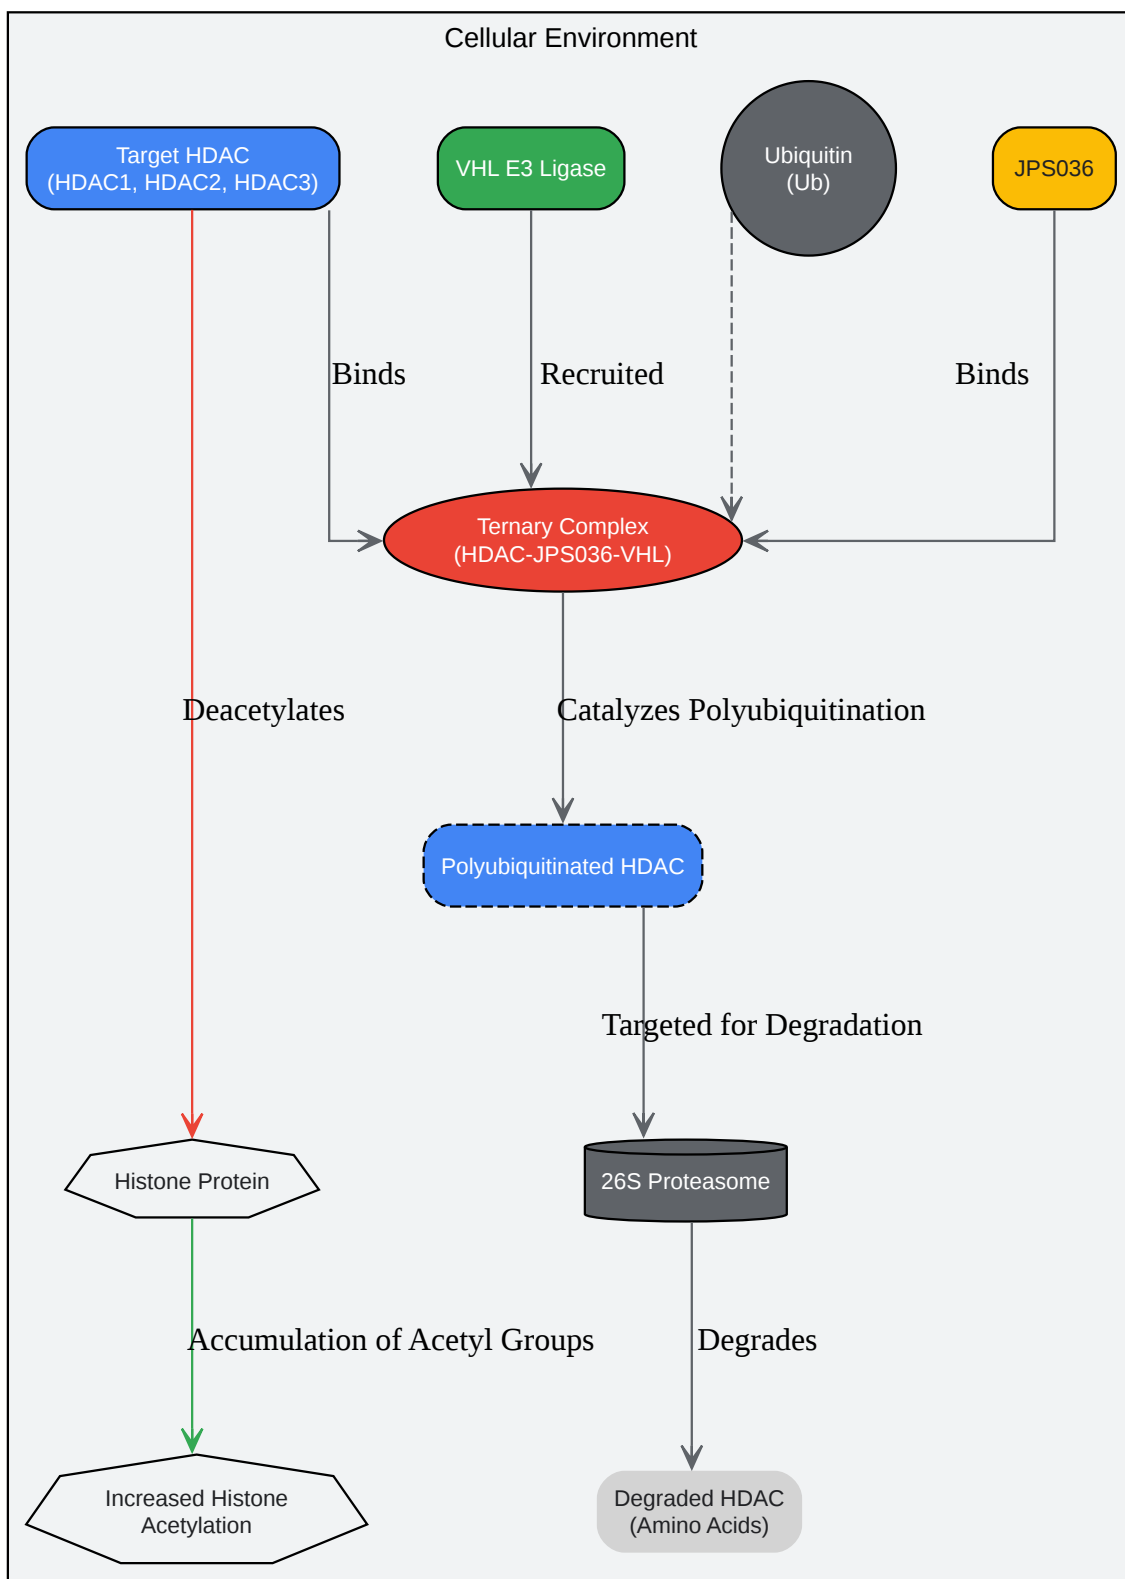 Cellular Environment
Target HDAC
(HDAC1, HDAC2, HDAC3)
VHL E3 Ligase
Ubiquitin
(Ub)
JPS036
Binds
Recruited
Binds
Ternary Complex
(HDAC-JPS036-VHL)
Deacetylates
Catalyzes Polyubiquitination
Polyubiquitinated HDAC
Targeted for Degradation
Histone Protein
26S Proteasome
Accumulation of Acetyl Groups
Degrades
Increased Histone
Acetylation
Degraded HDAC
(Amino Acids)